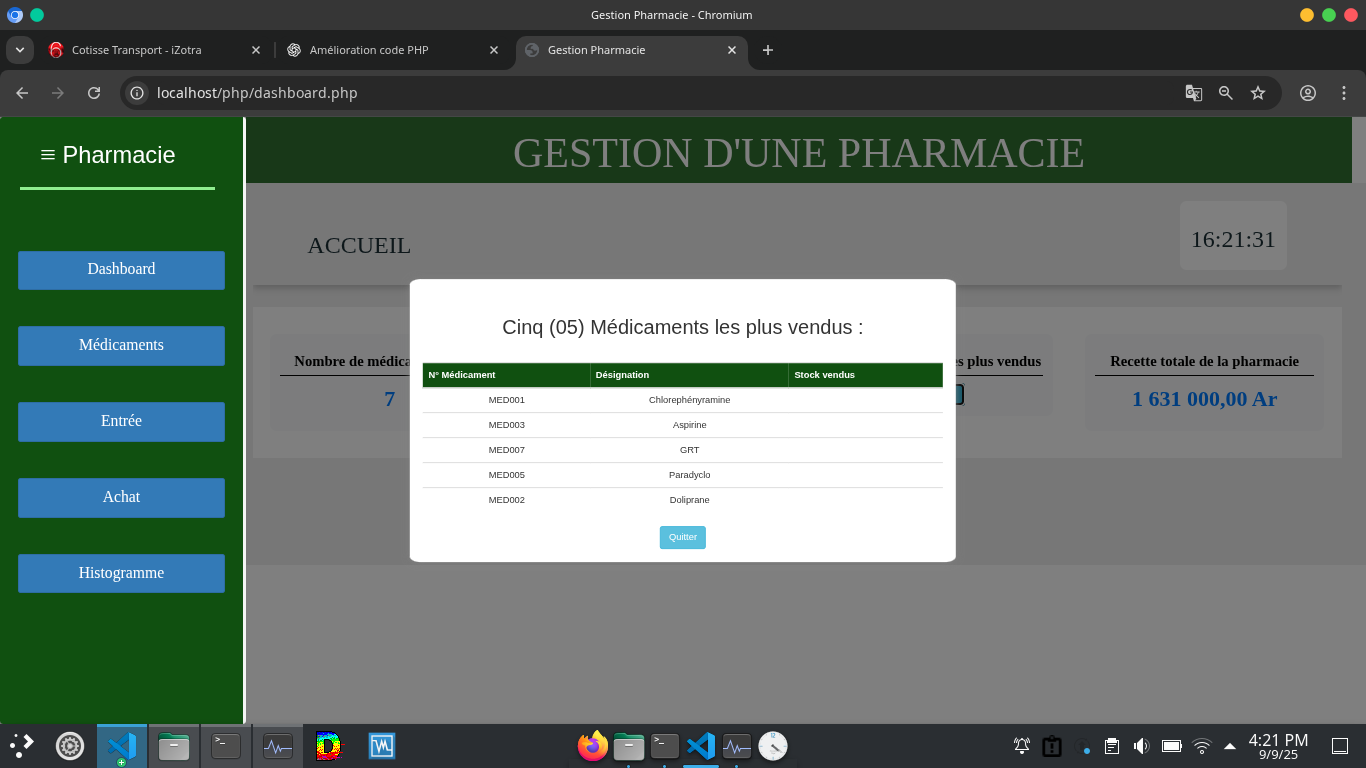 Gestion Pharmacie - Chromium
Cotisse Transport - iZotra
Amélioration code PHP
Gestion Pharmacie
localhost/php/dashboard.php
Pharmacie
GESTION D'UNE PHARMACIE
ACCUEIL
16:21:31
Dashboard
Médicaments
Entrée
Achat
Histogramme
Nombre de médica
7
s plus vendus
Recette totale de la pharmacie
1 631 000,00 Ar
Cinq (05) Médicaments les plus vendus :
N° Médicament Désignation Stock vendus
MED001 Chlorephényramine
MED003 Aspirine
MED007 GRT
MED005 Paradyclo
MED002 Doliprane
Quitter
4:21 PM
9/9/25